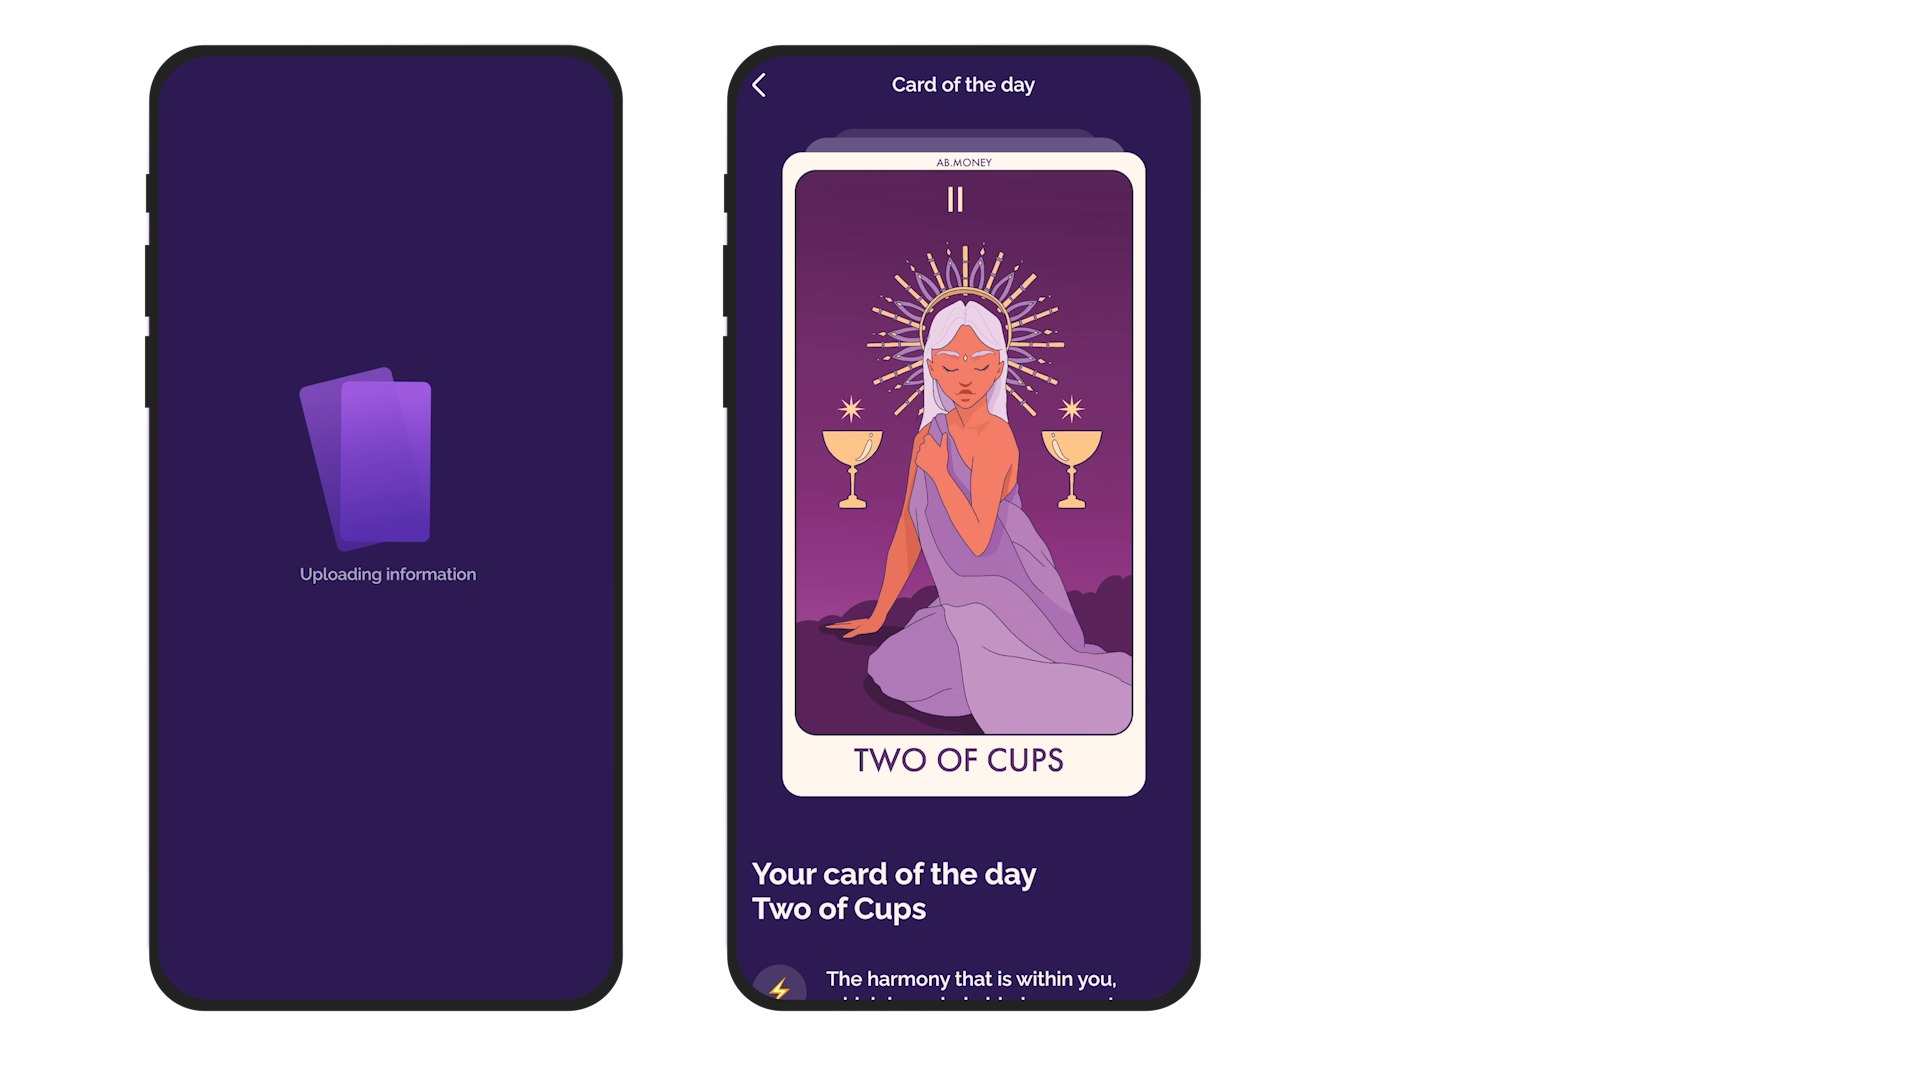 Uploading information
Card of the day
AB.MONEY
II
TWO OF CUPS
Your card of the day
Two of Cups
The harmony that is within you,